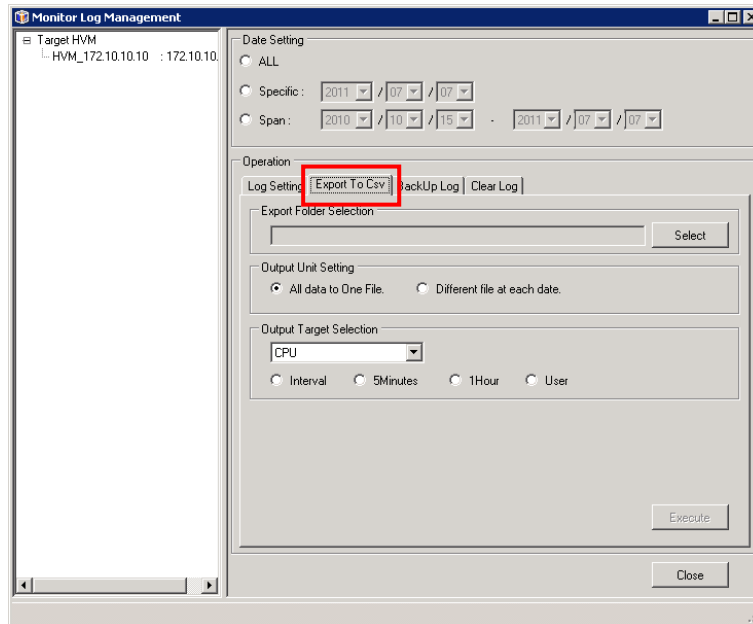 Monitor Log Management
Target HVM
HVM_172.10.10.10 : 172.10.10.
Date Setting
ALL
Specific : 2011 / 07 / 07
Span : 2010 / 10 / 15 - 2011 / 07 / 07
Operation
Log Setting Export To Csv BackUp Log Clear Log
Export Folder Selection
Select
Output Unit Setting
All data to One File. Different file at each date.
Output Target Selection
CPU
Interval 5Minutes 1Hour User
Execute
Close